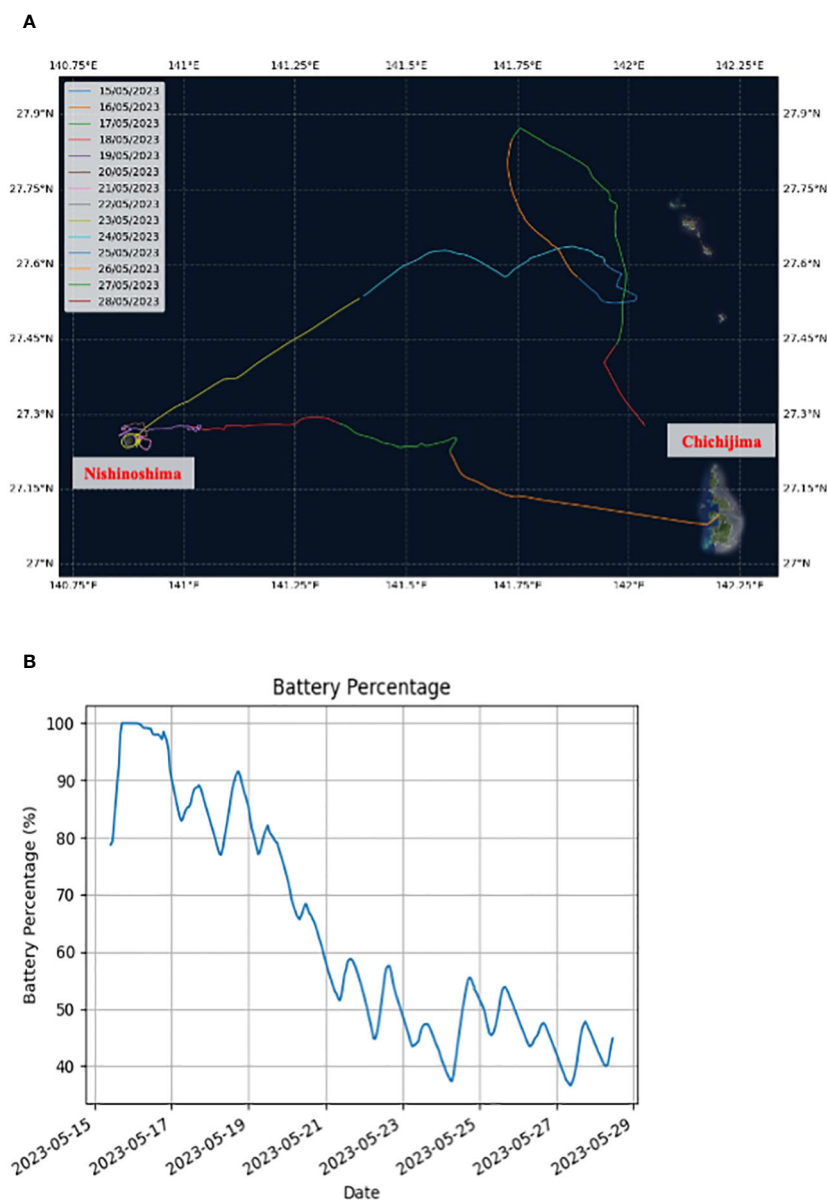 A
140.75°E 141°E 141.25°E 141.5°E 141.75°E 142°E 142.25°E
15/05/2023
16/05/2023
17/05/2023
18/05/2023
19/05/2023
20/05/2023
21/05/2023
22/05/2023
23/05/2023
24/05/2023
25/05/2023
26/05/2023
27/05/2023
28/05/2023
27.9°N 27.9°N
27.75°N 27.75°N
27.6°N 27.6°N
27.45°N 27.45°N
27.3°N 27.3°N
Chichijima
Nishinoshima
27.15°N 27.15°N
27°N 27°N
140.75°E 141°E 141.25°E 141.5°E 141.75°E 142°E 142.25°E
B
Battery Percentage
100
90
80
70
60
50
40
Battery Percentage (%)
2023-05-15 2023-05-17 2023-05-19 2023-05-21 2023-05-23 2023-05-25 2023-05-27 2023-05-29
Date